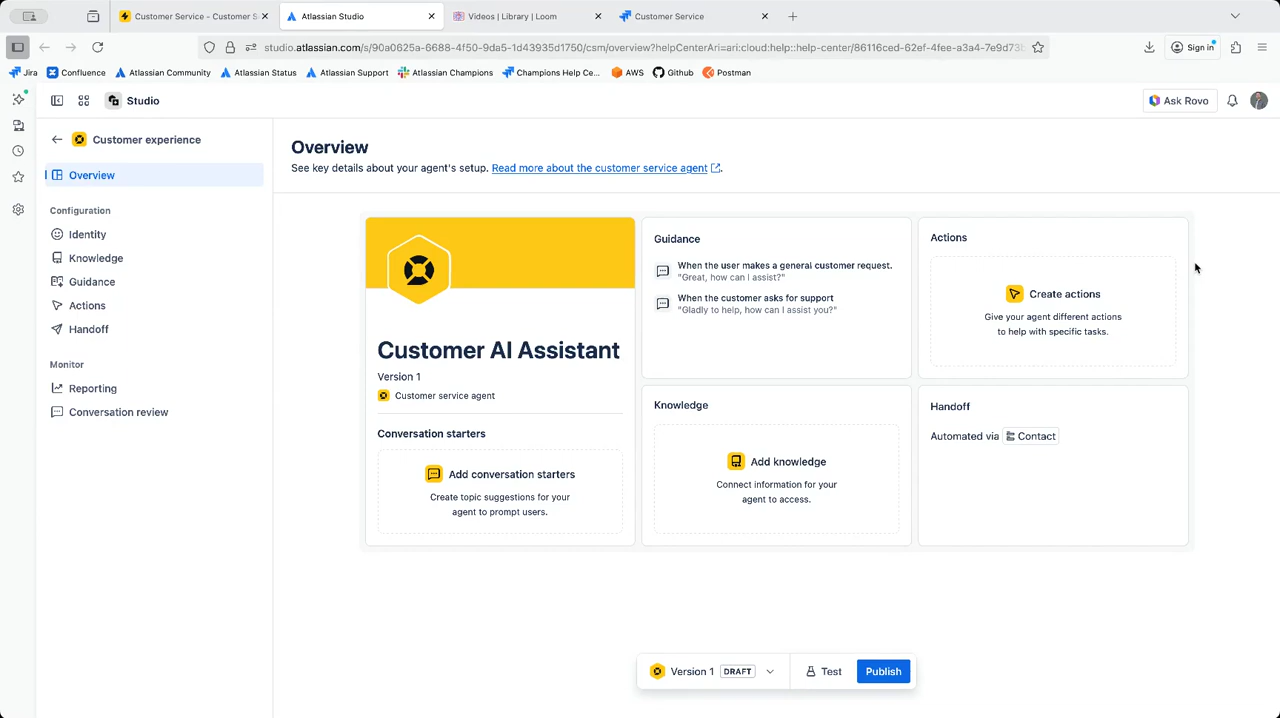 Customer Service - Customer S
Atlassian Studio
Videos | Library | Loom
Customer Service
studio.atlassian.com/s/90a0625a-6688-4f50-9da5-1d43935d1750/csm/overview?helpCenterAri=ari:cloud:help::help-center/86116ced-62ef-4fee-a3a4-7e9d73b
Sign in
Jira
Confluence
Atlassian Community
Atlassian Status
Atlassian Support
Atlassian Champions
Champions Help Ce...
AWS
Github
Postman
Studio
Ask Rovo
Customer experience
Overview
Configuration
Identity
Knowledge
Guidance
Actions
Handoff
Monitor
Reporting
Conversation review
Overview
See key details about your agent's setup. Read more about the customer service agent.
Customer AI Assistant
Version 1
Customer service agent
Conversation starters
Add conversation starters
Create topic suggestions for your
agent to prompt users.
Guidance
When the user makes a general customer request.
"Great, how can I assist?"
When the customer asks for support
"Gladly to help, how can I assist you?"
Actions
Create actions
Give your agent different actions
to help with specific tasks.
Knowledge
Add knowledge
Connect information for your
agent to access.
Handoff
Automated via Contact
Version 1 DRAFT
Test
Publish